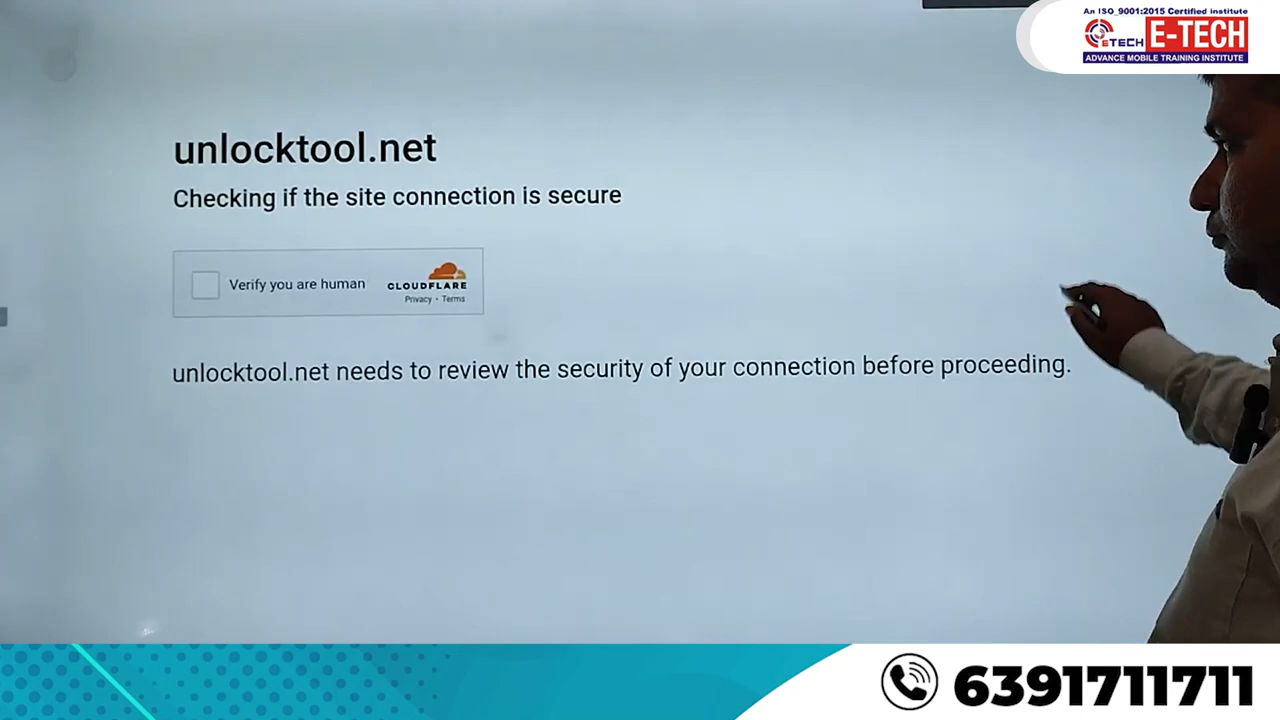 An ISO 9001:2015 Certified institute
ETECH E-TECH
ADVANCE MOBILE TRAINING INSTITUTE
unlocktool.net
Checking if the site connection is secure
Verify you are human
CLOUDFLARE
Privacy • Terms
unlocktool.net needs to review the security of your connection before proceeding.
6391711711